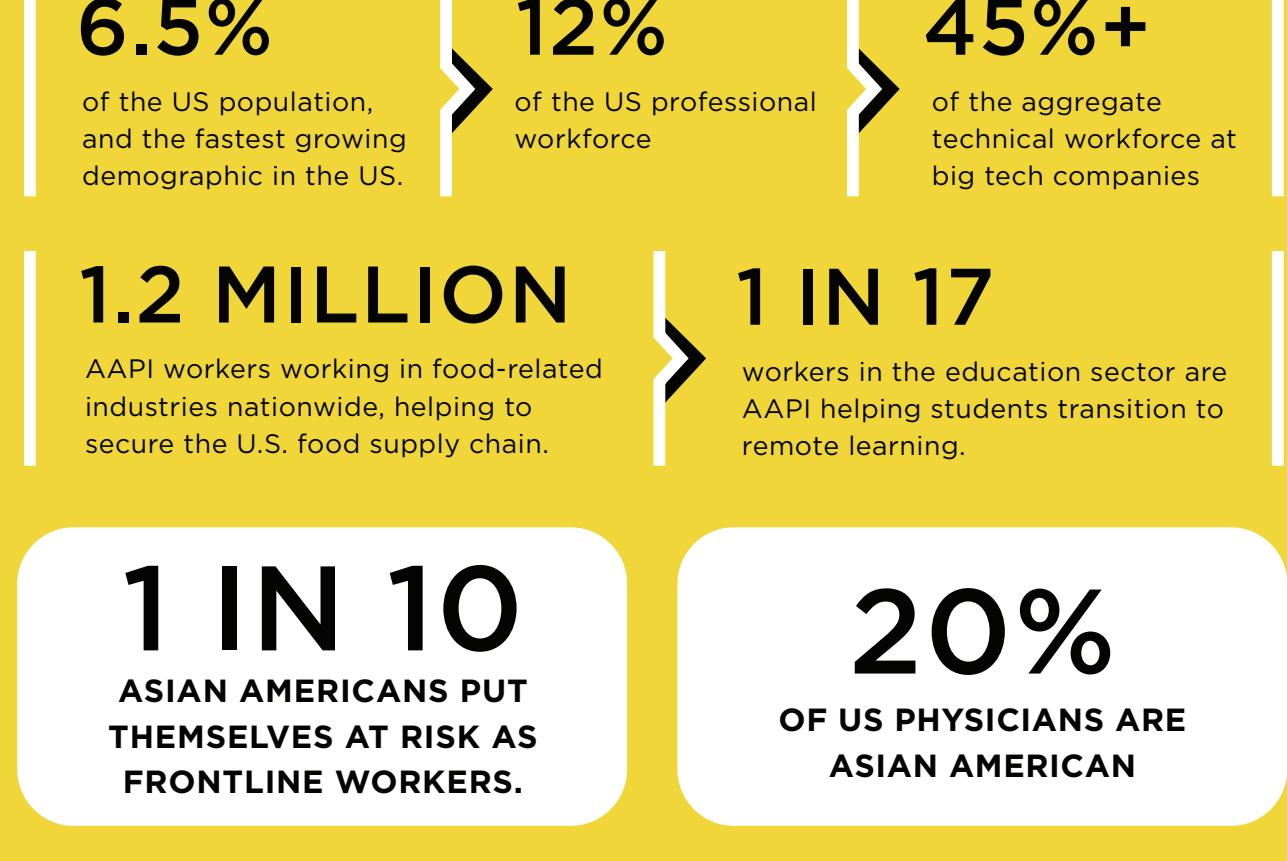 6.5%
of the US population,
and the fastest growing
demographic in the US.
12%
of the US professional
workforce
45%+
of the aggregate
technical workforce at
big tech companies
1.2 MILLION
AAPI workers working in food-related
industries nationwide, helping to
secure the U.S. food supply chain.
1 IN 17
workers in the education sector are
AAPI helping students transition to
remote learning.
1 IN 10
ASIAN AMERICANS PUT
THEMSELVES AT RISK AS
FRONTLINE WORKERS.
20%
OF US PHYSICIANS ARE
ASIAN AMERICAN